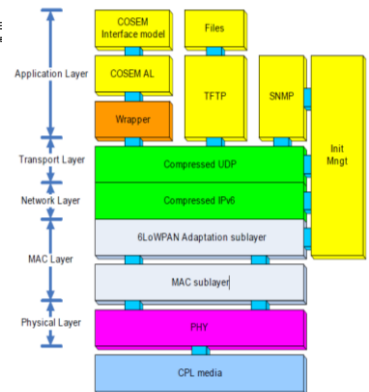 COSEM
Interface model
Files
Application Layer
COSEM AL
TFTP
SNMP
Wrapper
Init
Mngt
Transport Layer
Compressed UDP
Network Layer
Compressed IPv6
6LoWPAN Adaptation sublayer
MAC Layer
MAC sublayer
Physical Layer
PHY
CPL media